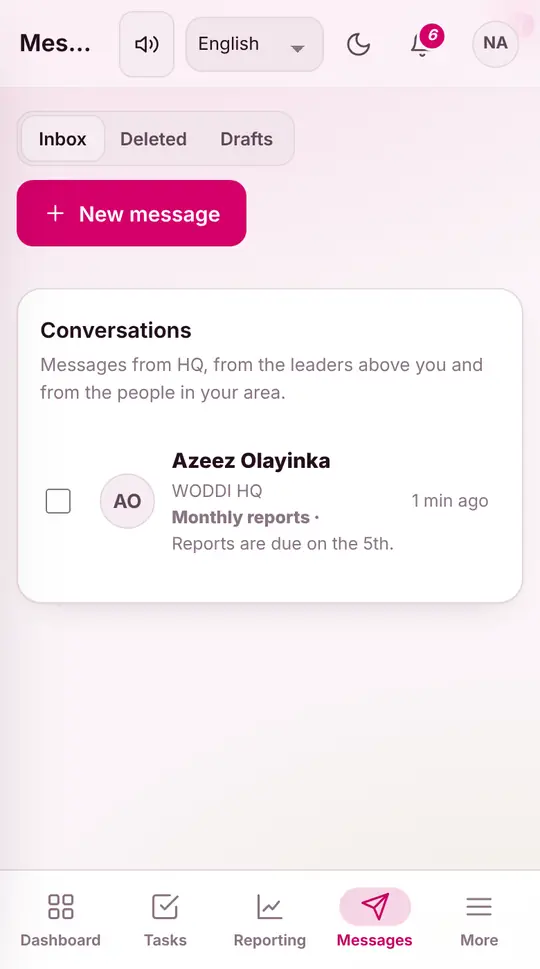 Mes...
English
6
NA
Inbox
Deleted
Drafts
New message
Conversations
Messages from HQ, from the leaders above you and
from the people in your area.
Azeez Olayinka
AO
WODDI HQ
1 min ago
Monthly reports ·
Reports are due on the 5th.
Dashboard
Tasks
Reporting
Messages
More